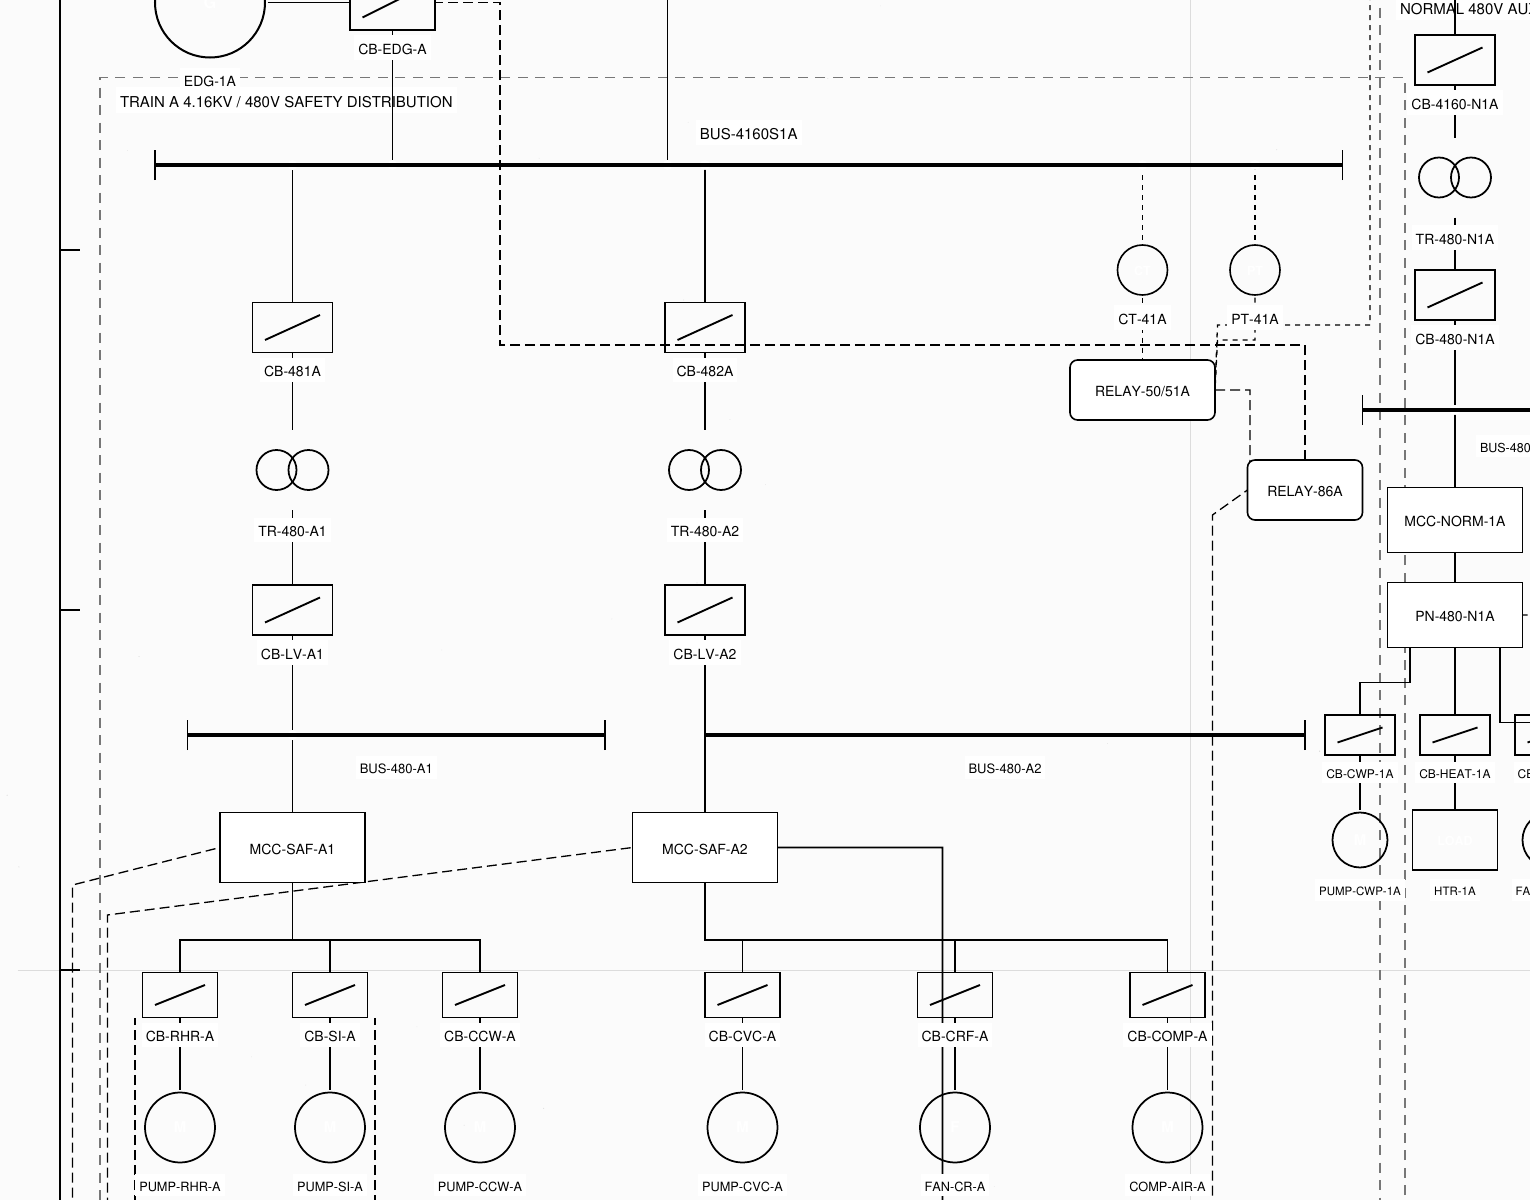 NORMAL 480V AU
CB-EDG-A
EDG-1A
TRAIN A 4.16KV / 480V SAFETY DISTRIBUTION
CB-4160-N1A
BUS-4160S1A
TR-480-N1A
CT-41A
PT-41A
CB-480-N1A
CB-481A
CB-482A
RELAY-50/51A
BUS-480
RELAY-86A
MCC-NORM-1A
TR-480-A1
TR-480-A2
PN-480-N1A
CB-LV-A1
CB-LV-A2
BUS-480-A1
BUS-480-A2
CB-CWP-1A
CB-HEAT-1A
MCC-SAF-A1
MCC-SAF-A2
PUMP-CWP-1A
HTR-1A
FA
CB-RHR-A
CB-SI-A
CB-CCW-A
CB-CVC-A
CB-CRF-A
CB-COMP-A
PUMP-RHR-A
PUMP-SI-A
PUMP-CCW-A
PUMP-CVC-A
FAN-CR-A
COMP-AIR-A